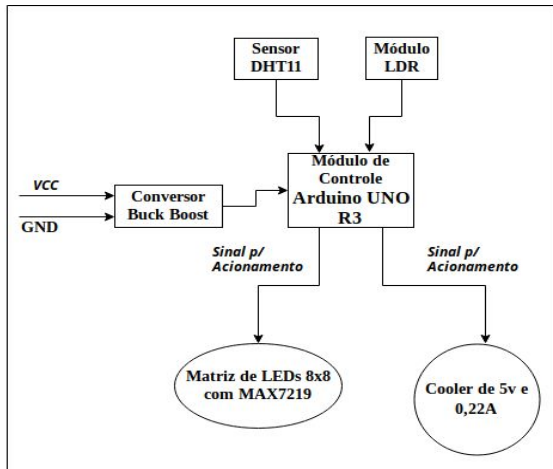 Sensor
DHT11
Módulo
LDR
Módulo de
Controle
Arduino UNO
R3
VCC
GND
Conversor
Buck Boost
Sinal p/
Acionamento
Sinal p/
Acionamento
Matriz de LEDs 8x8
com MAX7219
Cooler de 5v e
0,22A